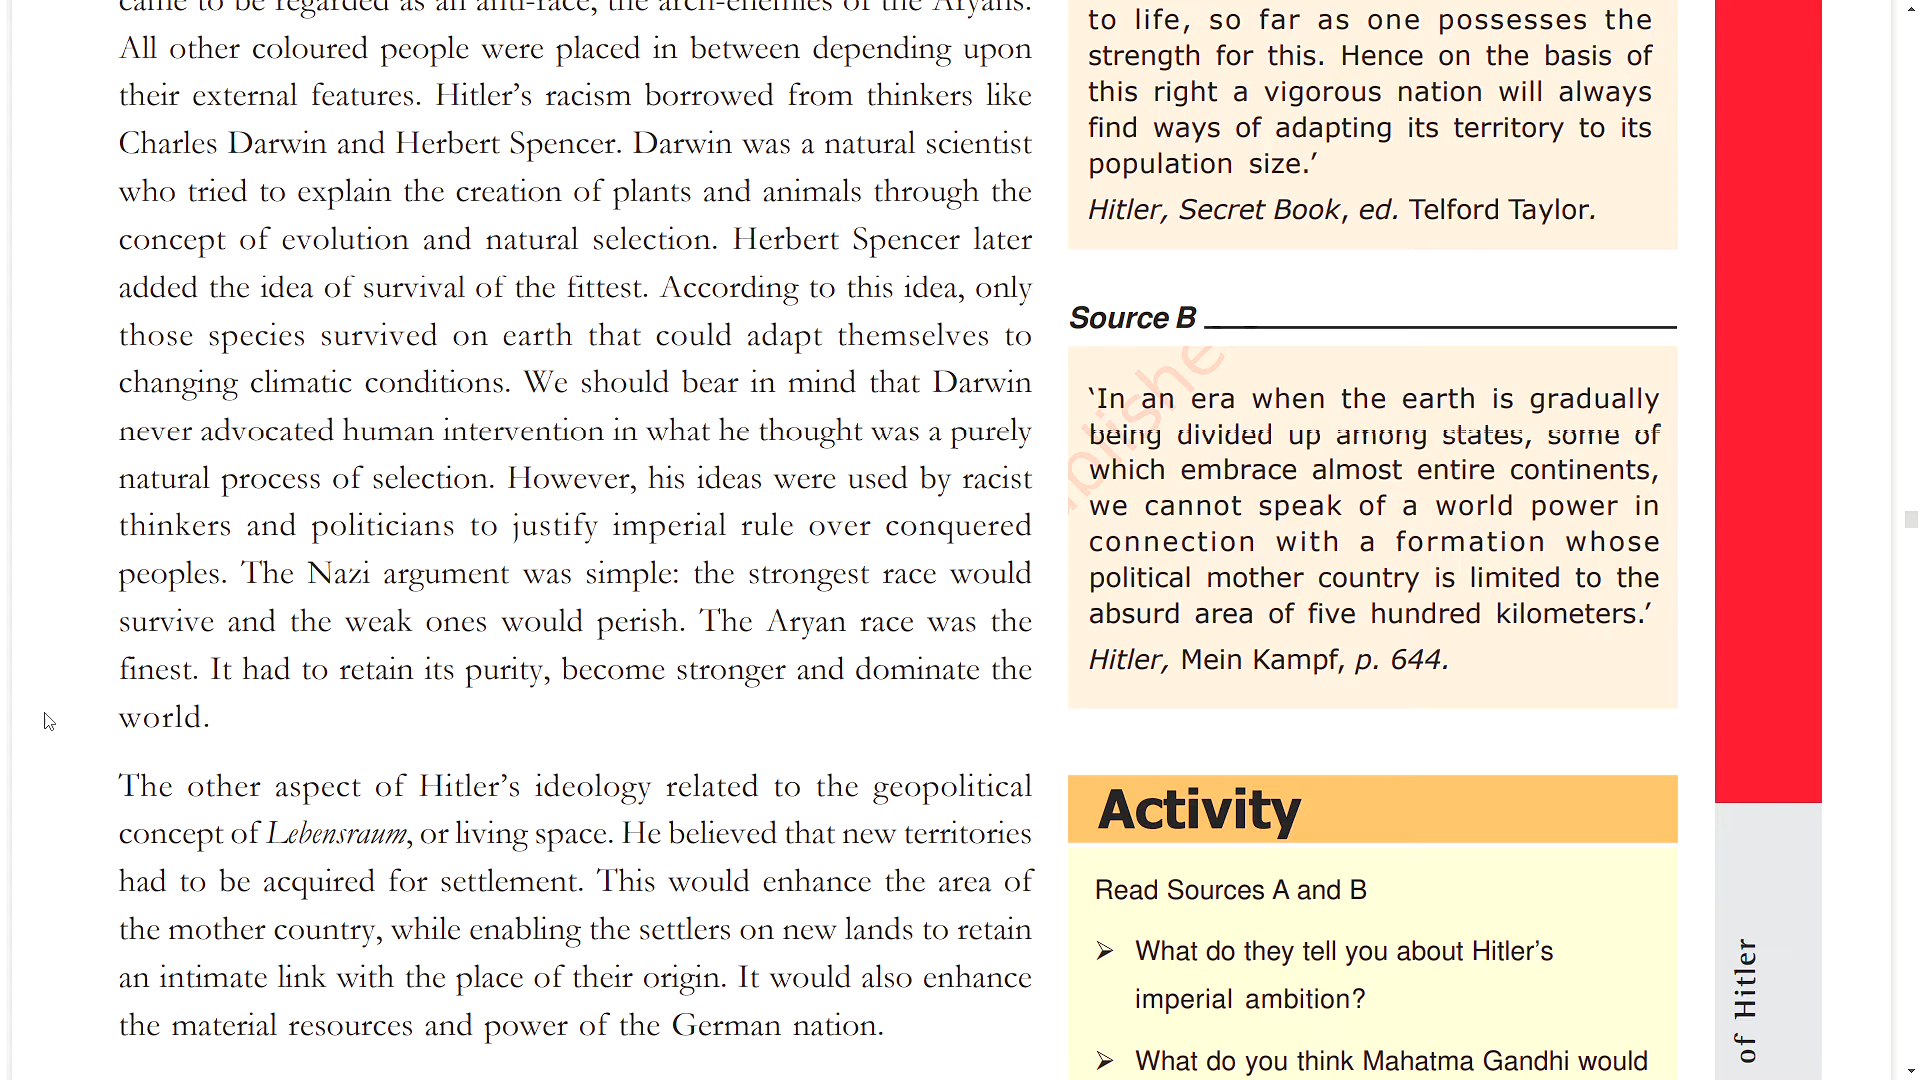 came to be regarded as an anti-race, the arch-enemies of the Aryans.
All other coloured people were placed in between depending upon
their external features. Hitler’s racism borrowed from thinkers like
Charles Darwin and Herbert Spencer. Darwin was a natural scientist
who tried to explain the creation of plants and animals through the
concept of evolution and natural selection. Herbert Spencer later
added the idea of survival of the fittest. According to this idea, only
those species survived on earth that could adapt themselves to
changing climatic conditions. We should bear in mind that Darwin
never advocated human intervention in what he thought was a purely
natural process of selection. However, his ideas were used by racist
thinkers and politicians to justify imperial rule over conquered
peoples. The Nazi argument was simple: the strongest race would
survive and the weak ones would perish. The Aryan race was the
finest. It had to retain its purity, become stronger and dominate the
world.
The other aspect of Hitler’s ideology related to the geopolitical
concept of Lebensraum, or living space. He believed that new territories
had to be acquired for settlement. This would enhance the area of
the mother country, while enabling the settlers on new lands to retain
an intimate link with the place of their origin. It would also enhance
the material resources and power of the German nation.
to life, so far as one possesses the
strength for this. Hence on the basis of
this right a vigorous nation will always
find ways of adapting its territory to its
population size.’
Hitler, Secret Book, ed. Telford Taylor.
Source B
‘In an era when the earth is gradually
being divided up among states, some of
which embrace almost entire continents,
we cannot speak of a world power in
connection with a formation whose
political mother country is limited to the
absurd area of five hundred kilometers.’
Hitler, Mein Kampf, p. 644.
Activity
Read Sources A and B
➢ What do they tell you about Hitler’s
imperial ambition?
➢ What do you think Mahatma Gandhi would
of Hitler